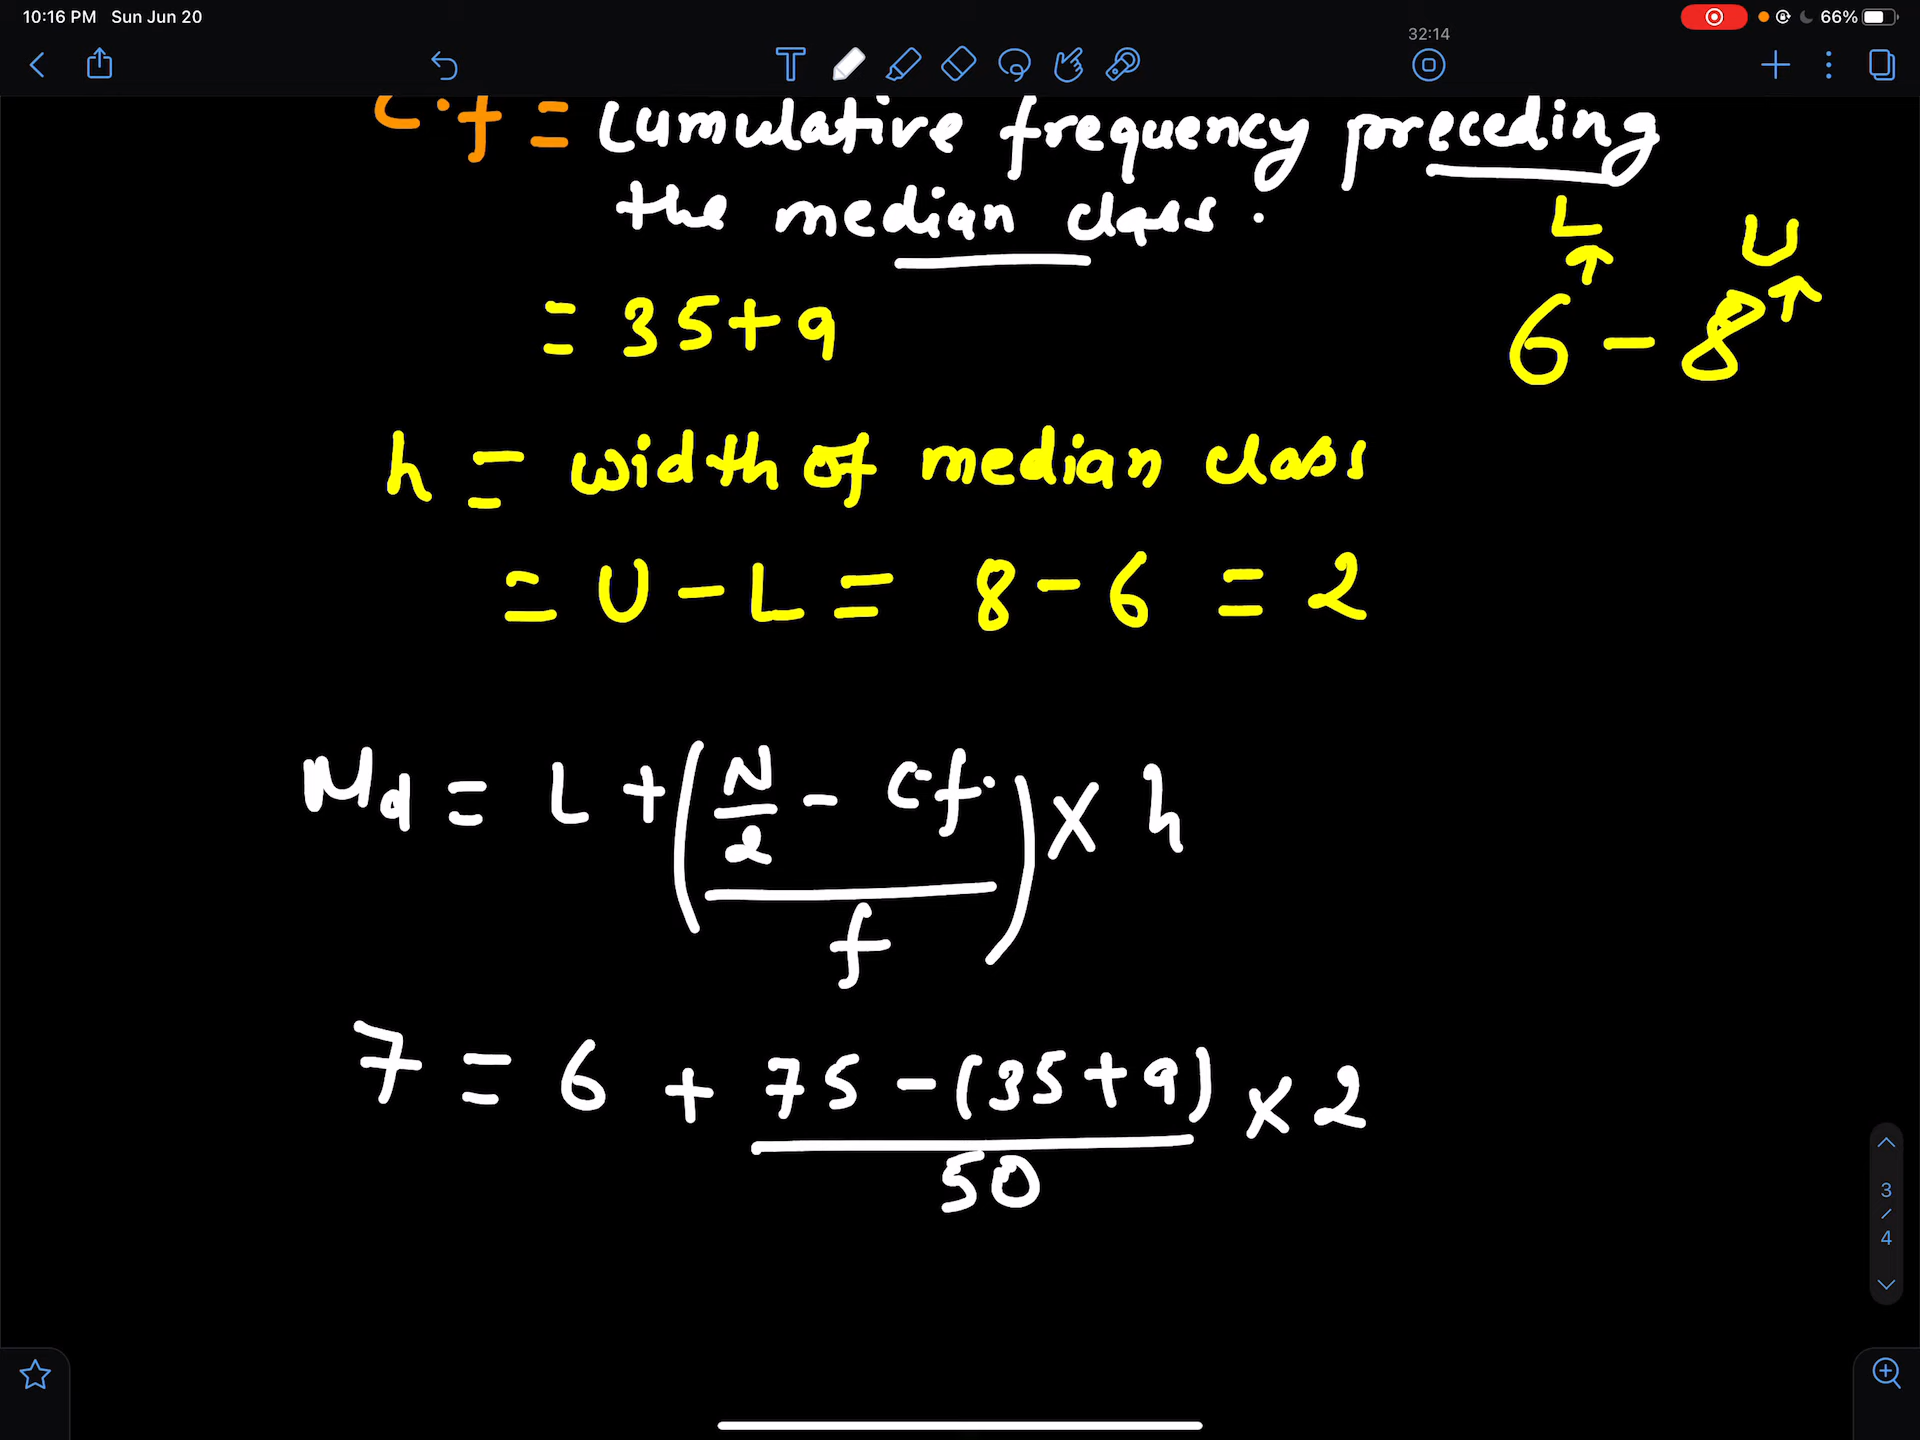 10:16 PM Sun Jun 20
66%
32:14
C.f = Cumulative frequency preceding
the median class.
L
U
= 35+9
6 - 8
h = width of median class
= U - L = 8 - 6 = 2
Md = L + (N/2 - Cf. / f) × h
7 = 6 + 75 - (35+9) / 50 × 2
3
/
4